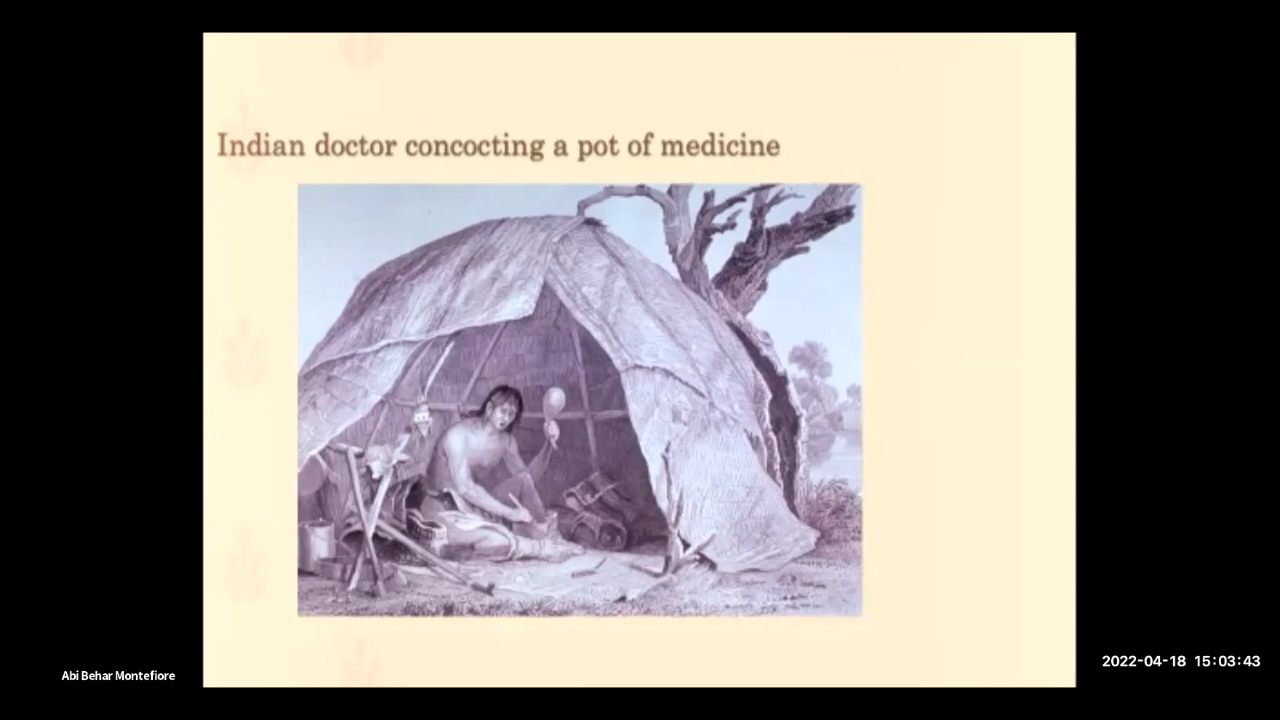 Indian doctor concocting a pot of medicine
Abi Behar Montefiore
2022-04-18 15:03:43